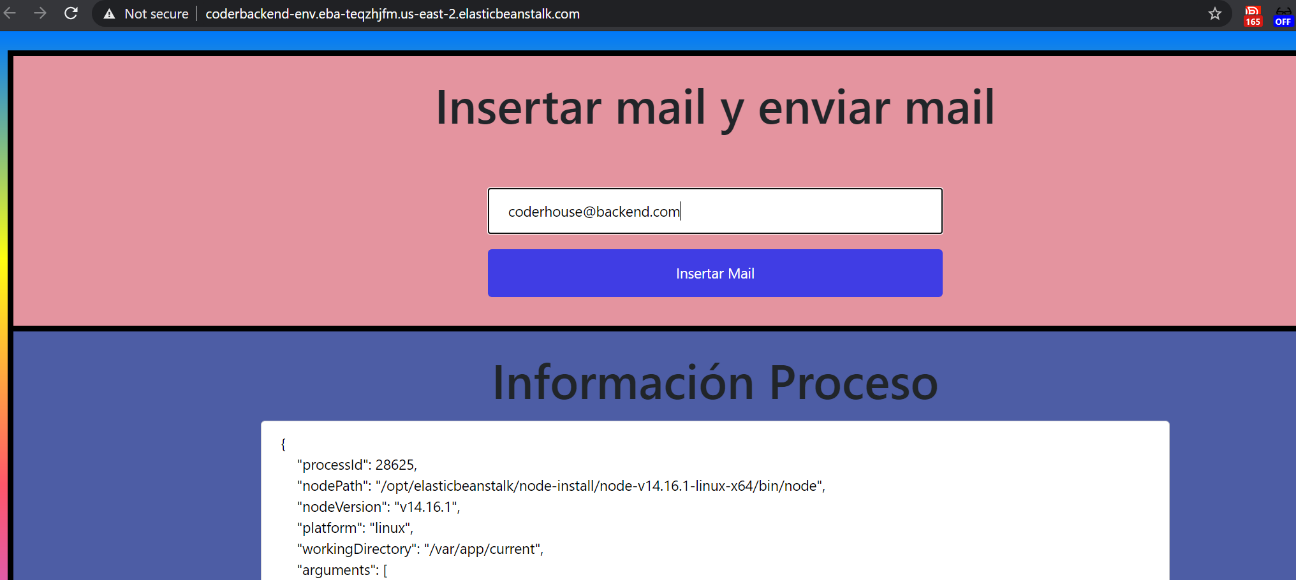 Not secure | coderbackend-env.eba-teqzhjfm.us-east-2.elasticbeanstalk.com
165 OFF
Insertar mail y enviar mail
coderhouse@backend.com
Insertar Mail
Información Proceso
{
"processId": 28625,
"nodePath": "/opt/elasticbeanstalk/node-install/node-v14.16.1-linux-x64/bin/node",
"nodeVersion": "v14.16.1",
"platform": "linux",
"workingDirectory": "/var/app/current",
"arguments": [